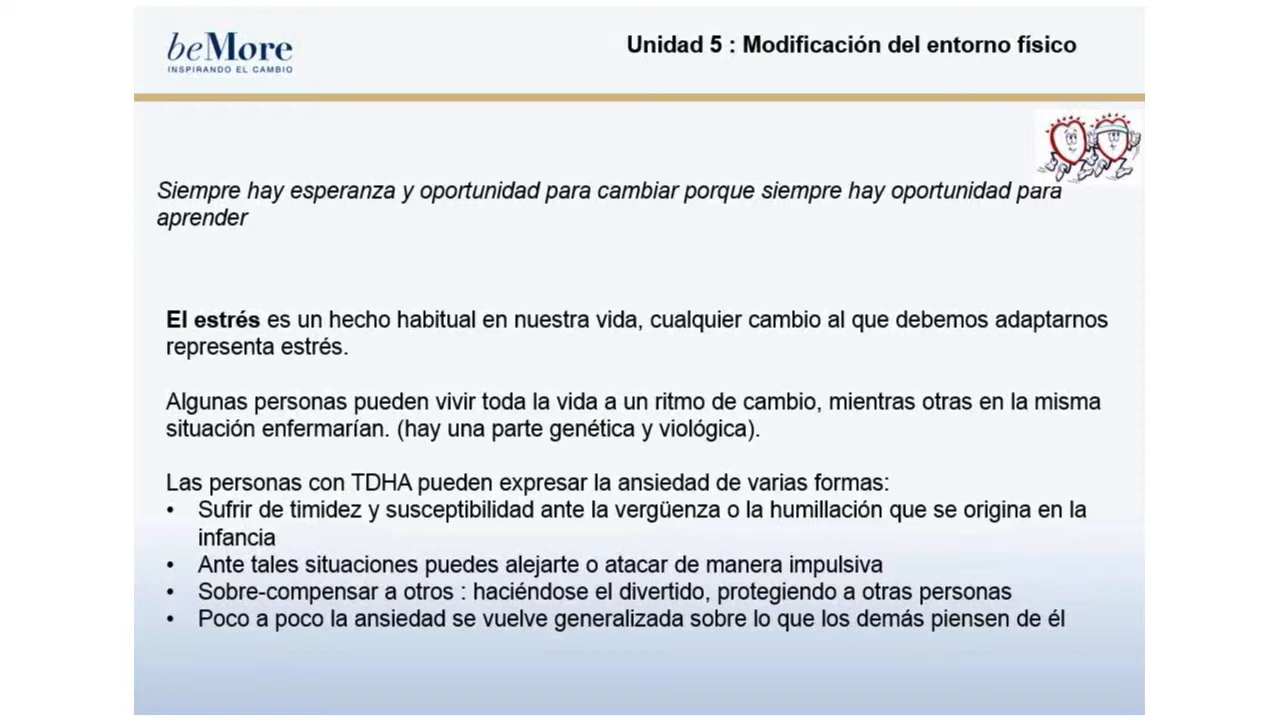 beMore
INSPIRANDO EL CAMBIO
Unidad 5 : Modificación del entorno físico
Siempre hay esperanza y oportunidad para cambiar porque siempre hay oportunidad para
aprender
El estrés es un hecho habitual en nuestra vida, cualquier cambio al que debemos adaptarnos
representa estrés.
Algunas personas pueden vivir toda la vida a un ritmo de cambio, mientras otras en la misma
situación enfermarían. (hay una parte genética y viológica).
Las personas con TDHA pueden expresar la ansiedad de varias formas:
• Sufrir de timidez y susceptibilidad ante la vergüenza o la humillación que se origina en la
infancia
• Ante tales situaciones puedes alejarte o atacar de manera impulsiva
• Sobre-compensar a otros : haciéndose el divertido, protegiendo a otras personas
• Poco a poco la ansiedad se vuelve generalizada sobre lo que los demás piensen de él